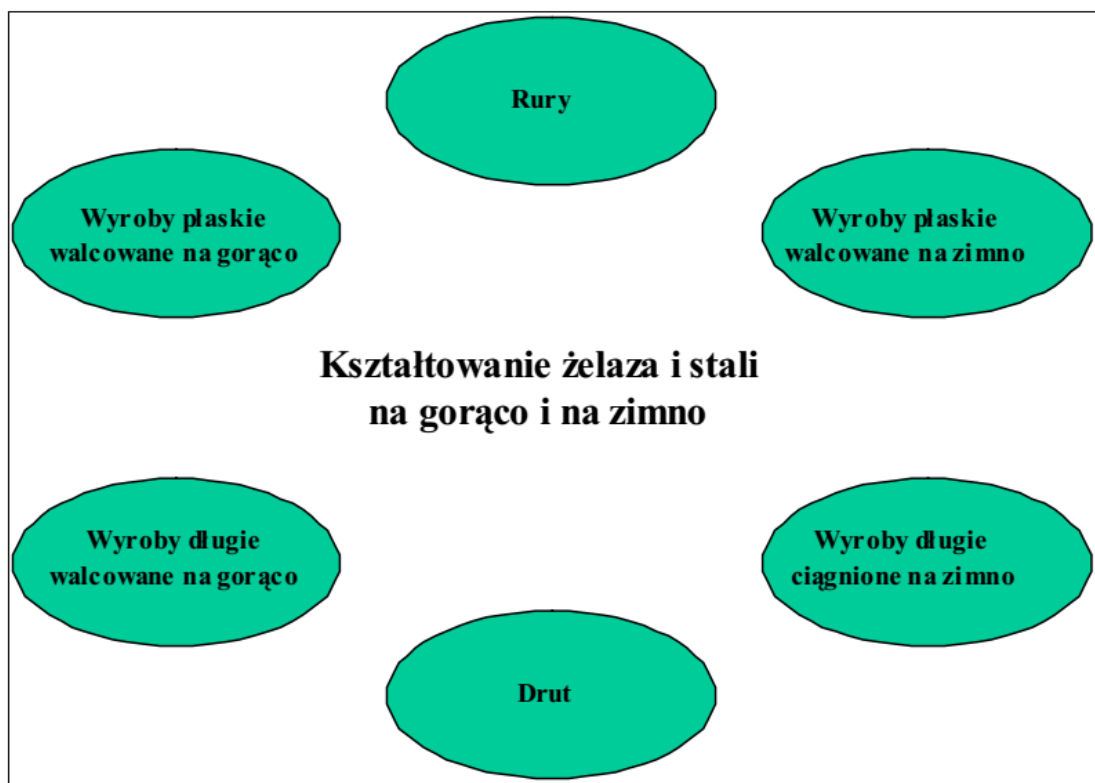 Rury
Wyroby płaskie
walcowane na gorąco
Wyroby płaskie
walcowane na zimno
Kształtowanie żelaza i stali
na gorąco i na zimno
Wyroby długie
walcowane na gorąco
Wyroby długie
ciągnione na zimno
Drut